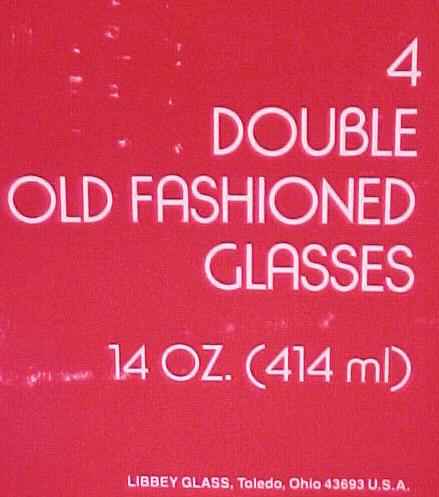 4
DOUBLE
OLD FASHIONED
GLASSES
14 OZ. (414 ml)
LIBBEY GLASS, Toledo, Ohio 43693 U.S.A.